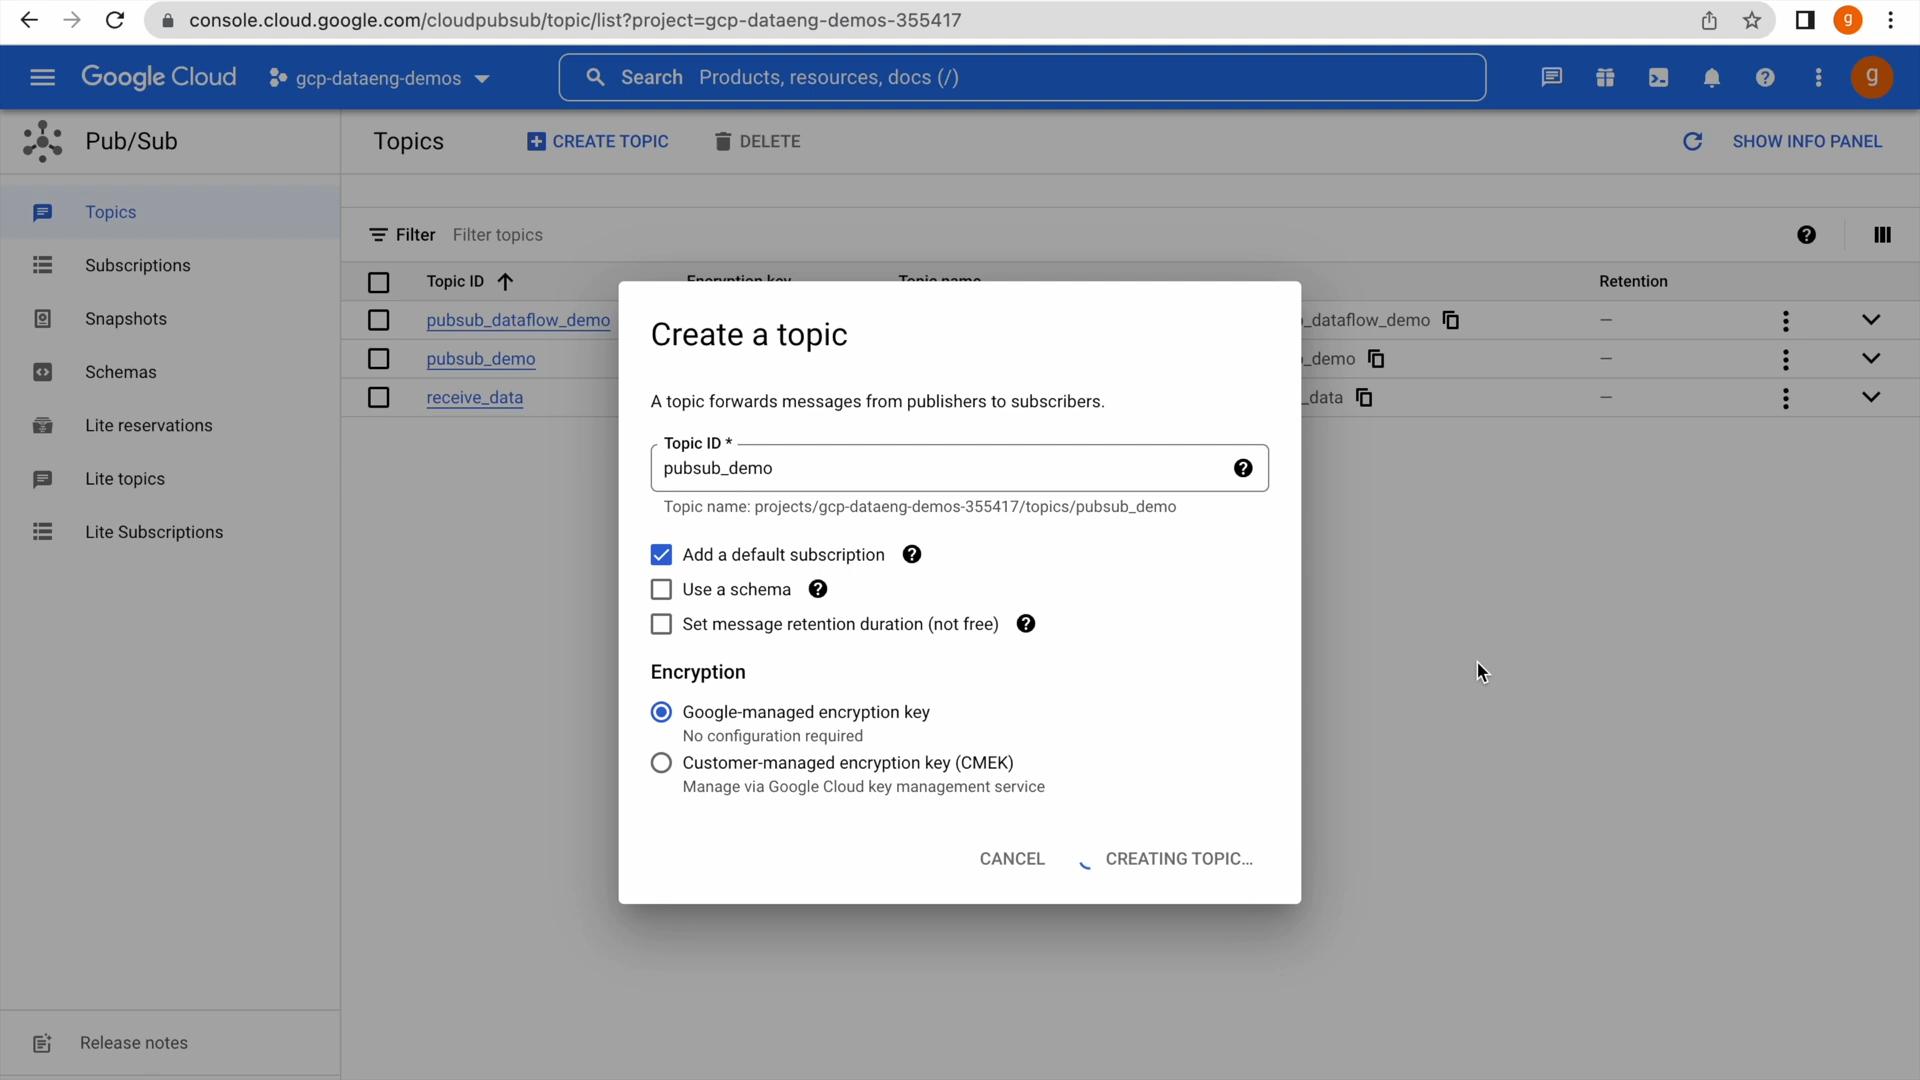 console.cloud.google.com/cloudpubsub/topic/list?project=gcp-dataeng-demos-355417
g
Google Cloud
gcp-dataeng-demos
Search Products, resources, docs (/)
g
Pub/Sub
Topics
CREATE TOPIC
DELETE
SHOW INFO PANEL
Topics
Subscriptions
Snapshots
Schemas
Lite reservations
Lite topics
Lite Subscriptions
Release notes
Filter Filter topics
Topic ID Encryption key Topic name Retention
pubsub_dataflow_demo _dataflow_demo –
pubsub_demo _demo –
receive_data _data –
Create a topic
A topic forwards messages from publishers to subscribers.
Topic ID *
pubsub_demo
Topic name: projects/gcp-dataeng-demos-355417/topics/pubsub_demo
Add a default subscription
Use a schema
Set message retention duration (not free)
Encryption
Google-managed encryption key
No configuration required
Customer-managed encryption key (CMEK)
Manage via Google Cloud key management service
CANCEL CREATING TOPIC...